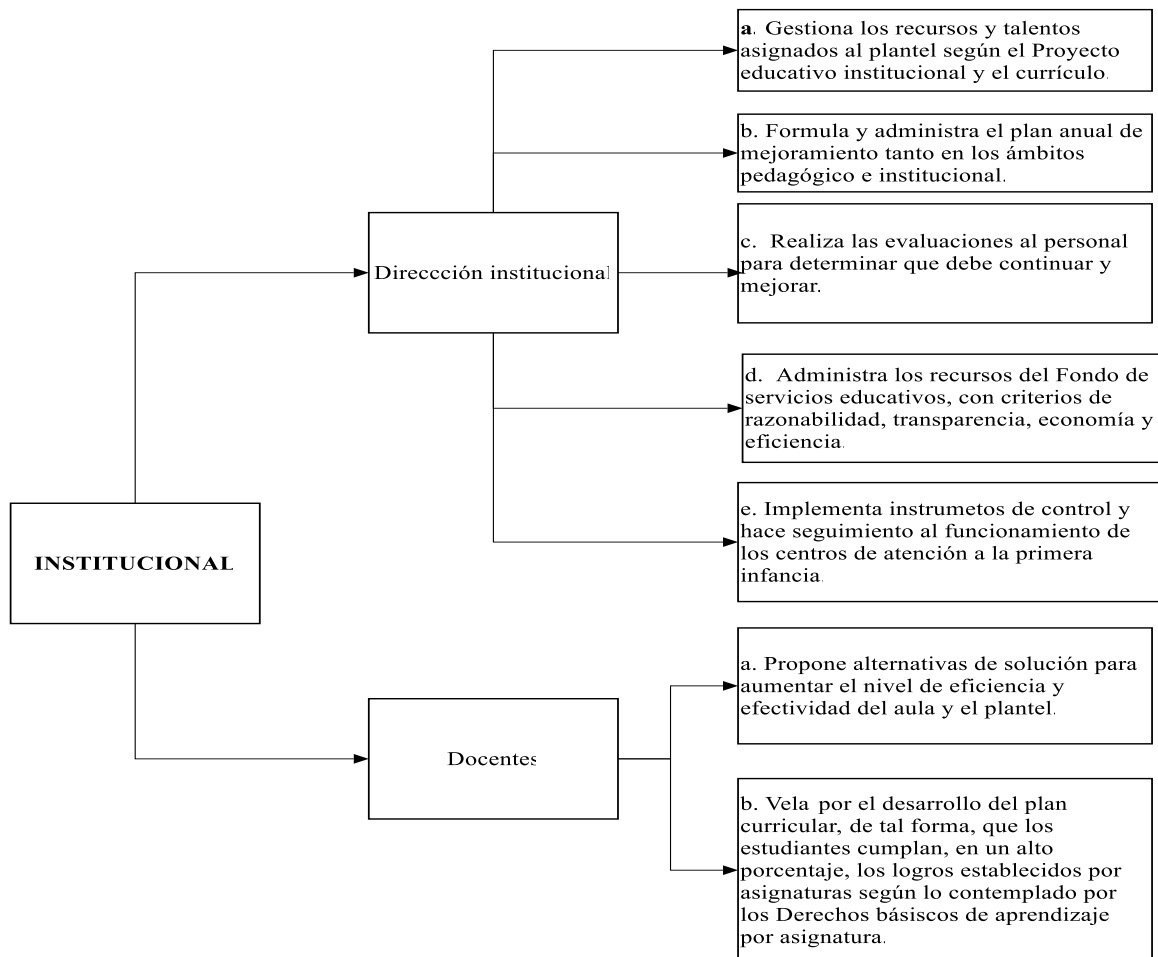 a. Gestiona los recursos y talentos
asignados al plantel según el Proyecto
educativo institucional y el currículo.
b. Formula y administra el plan anual de
mejoramiento tanto en los ámbitos
pedagógico e institucional.
Direccción institucional
c. Realiza las evaluaciones al personal
para determinar que debe continuar y
mejorar.
d. Administra los recursos del Fondo de
servicios educativos, con criterios de
razonabilidad, transparencia, economía y
eficiencia.
e. Implementa instrumetos de control y
hace seguimiento al funcionamiento de
los centros de atención a la primera
infancia.
INSTITUCIONAL
a. Propone alternativas de solución para
aumentar el nivel de eficiencia y
efectividad del aula y el plantel.
Docentes
b. Vela por el desarrollo del plan
curricular, de tal forma, que los
estudiantes cumplan, en un alto
porcentaje, los logros establecidos por
asignaturas según lo contemplado por
los Derechos básiscos de aprendizaje
por asignatura.